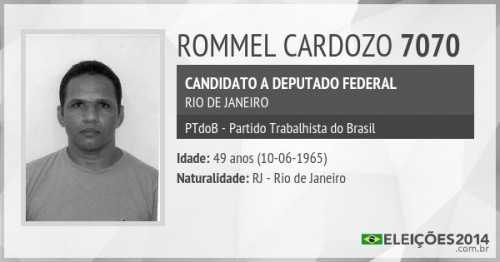 ROMMEL CARDOZO 7070
CANDIDATO A DEPUTADO FEDERAL
RIO DE JANEIRO
PTdoB - Partido Trabalhista do Brasil
Idade: 49 anos (10-06-1965)
Naturalidade: RJ - Rio de Janeiro
ELEIÇÕES2014
.com.br